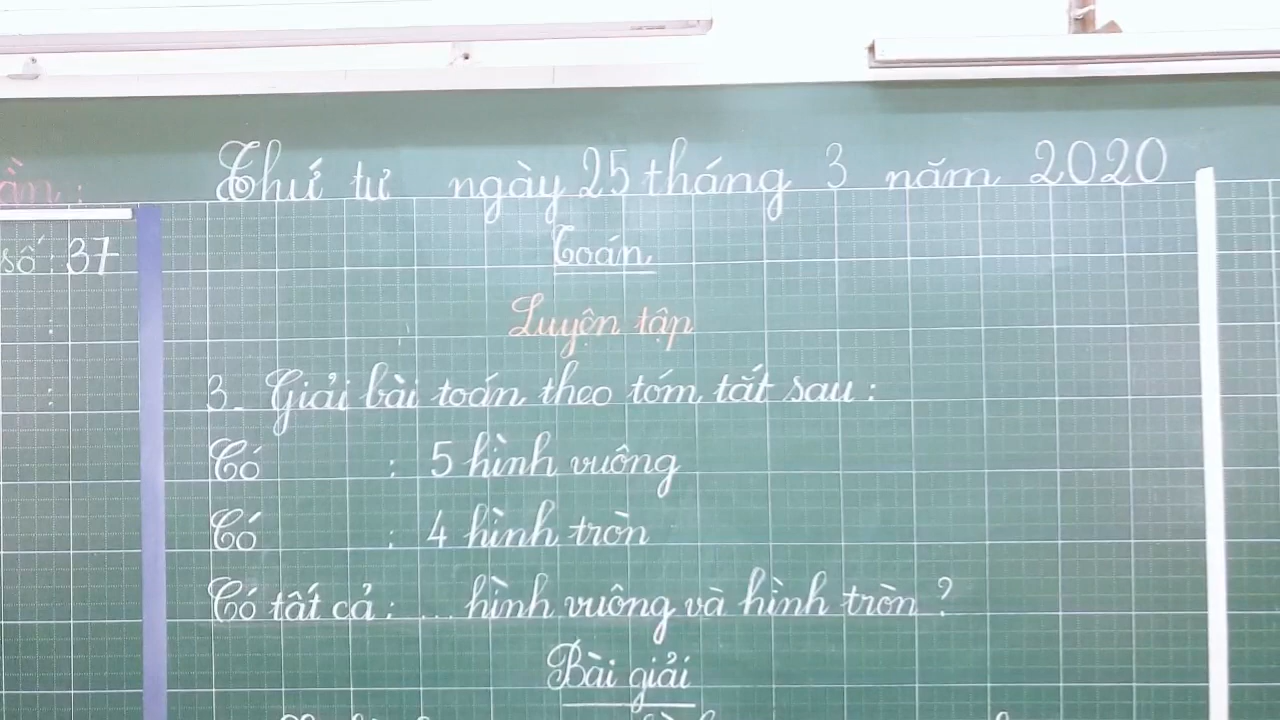 ần:
số: 37
:
:
Thứ tư ngày 25 tháng 3 năm 2020
Toán
Luyện tập
3. Giải bài toán theo tóm tắt sau:
Có : 5 hình vuông
Có : 4 hình tròn
Có tất cả: ... hình vuông và hình tròn?
Bài giải